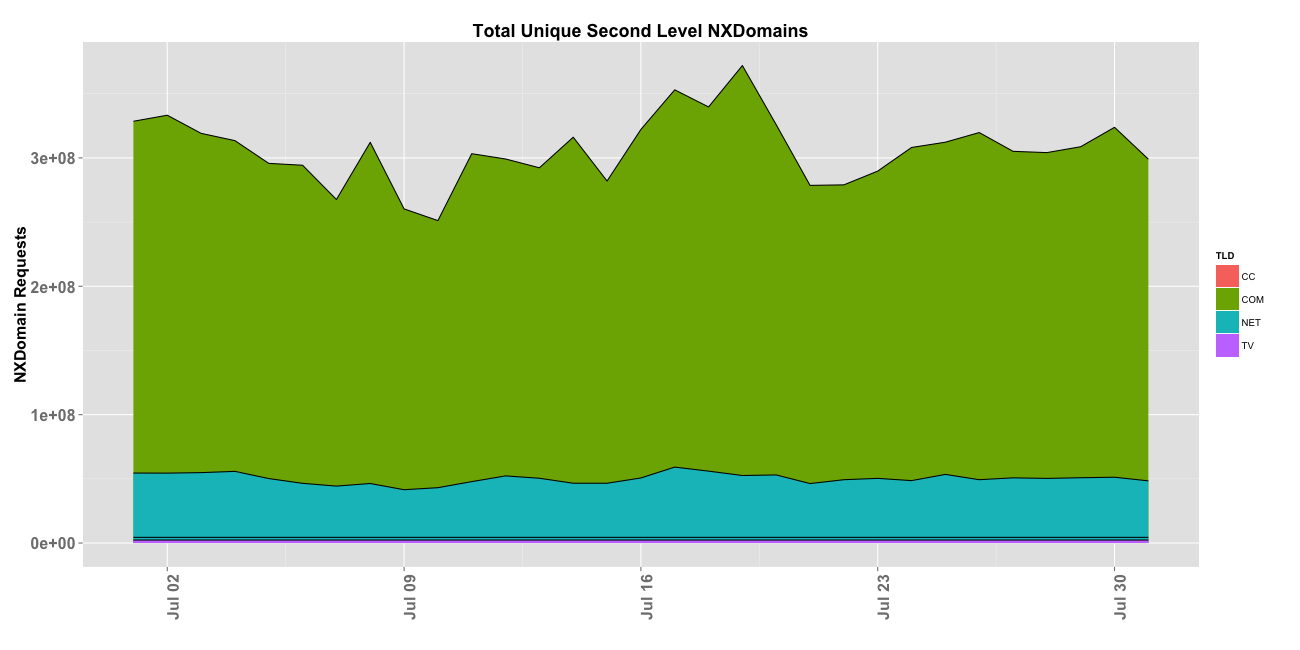 Total Unique Second Level NXDomains
NXDomain Requests
3e+08
2e+08
1e+08
0e+00
Jul 02
Jul 09
Jul 16
Jul 23
Jul 30
TLD
CC
COM
NET
TV